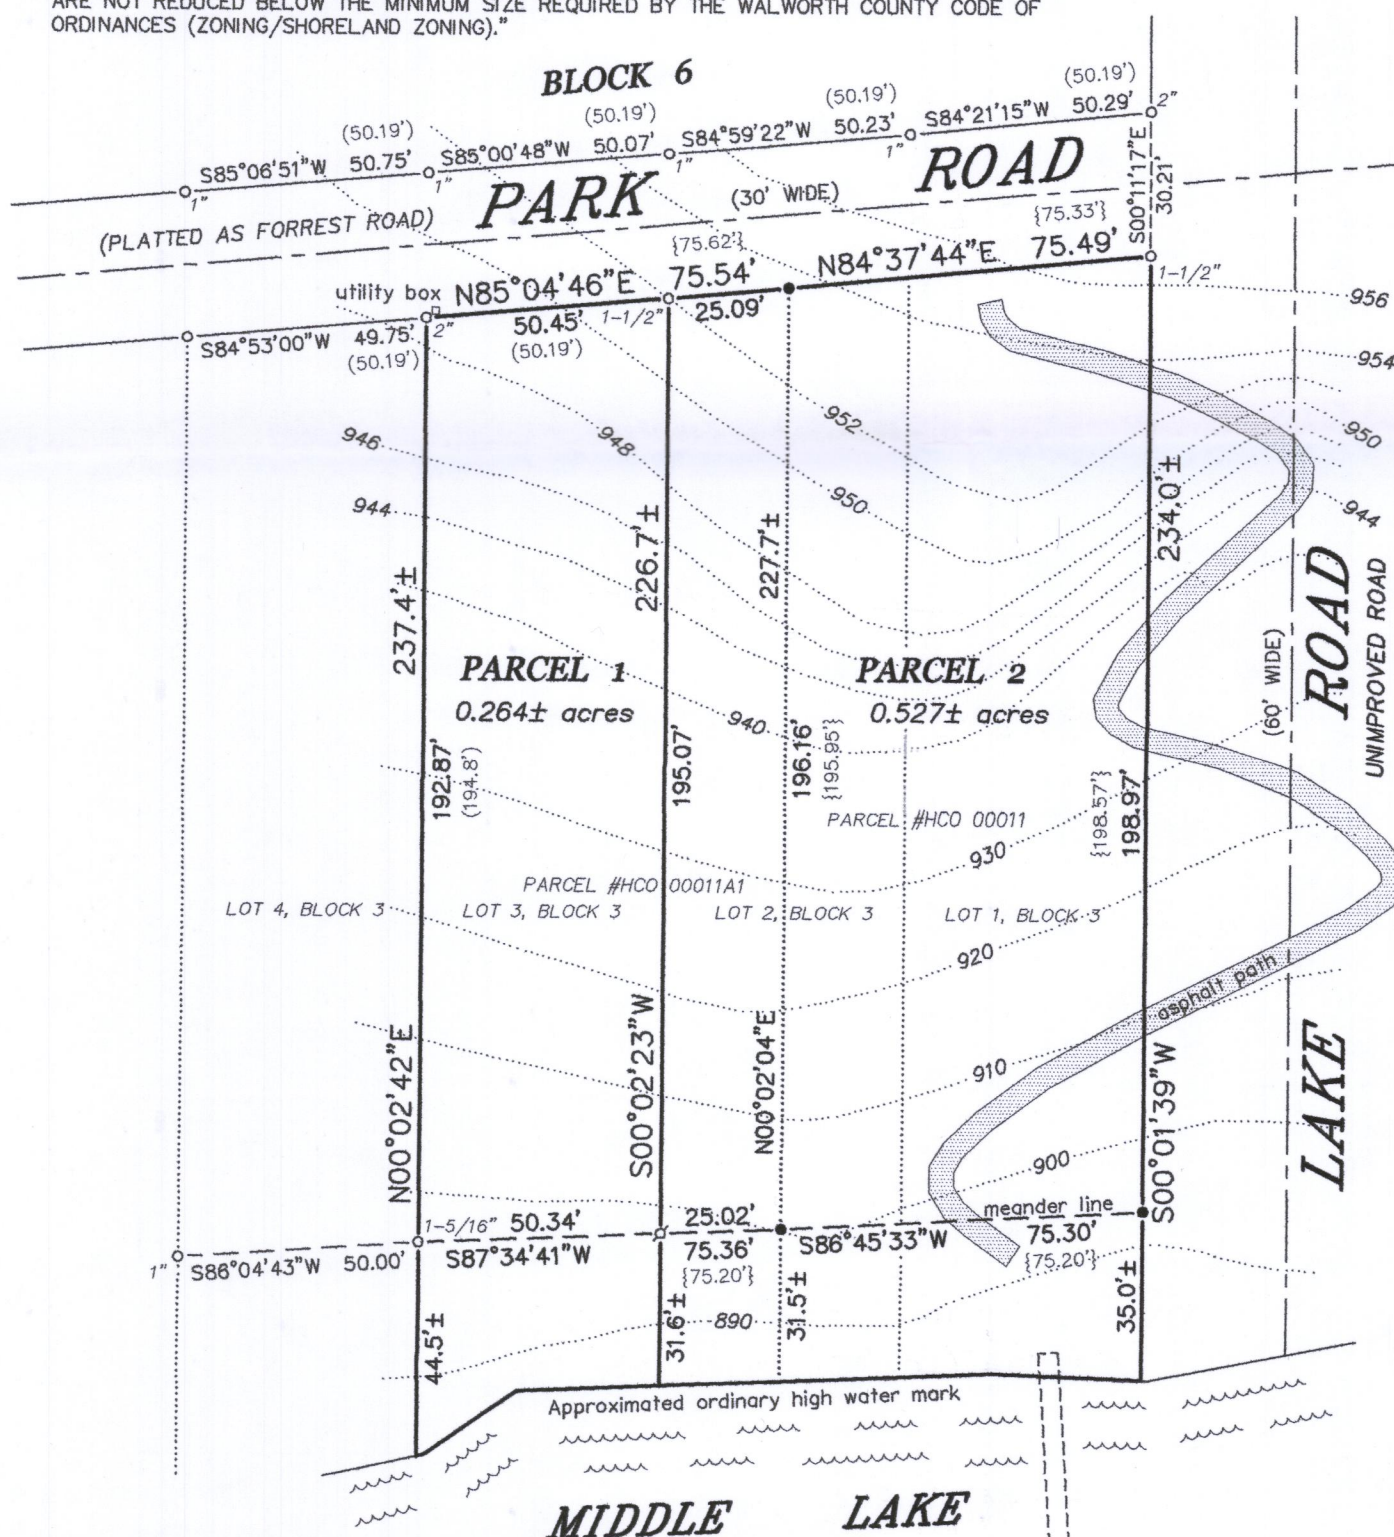 ARE NOT REDUCED BELOW THE MINIMUM SIZE REQUIRED BY THE WALWORTH COUNTY CODE OF
ORDINANCES (ZONING/SHORELAND ZONING)."
BLOCK 6
(50.19') (50.19') (50.19') (50.19')
S85°06'51"W 50.75' S85°00'48"W 50.07' S84°59'22"W 50.23' S84°21'15"W 50.29'
1" 1" 1" 1" 2"
(PLATTED AS FORREST ROAD) PARK (30' WIDE) ROAD
S00°11'17"E 30.21'
{75.62'} {75.33'}
utility box N85°04'46"E 75.54' N84°37'44"E 75.49'
1-1/2"
S84°53'00"W 49.75' 2" 50.45' 1-1/2" 25.09'
(50.19') (50.19')
956
954
952
950
950
948
946
944
944
237.4'±
226.7'±
227.7'±
234.0'±
PARCEL 1
0.264± acres
PARCEL 2
0.527± acres
940
192.87'
(194.8')
195.07'
196.16'
{195.95'}
{198.57'}
198.97'
PARCEL #HCO 00011
930
PARCEL #HCO 00011A1
LOT 4, BLOCK 3 LOT 3, BLOCK 3 LOT 2, BLOCK 3 LOT 1, BLOCK 3
920
asphalt path
910
900
N00°02'42"E
S00°02'23"W
N00°02'04"E
S00°01'39"W
LAKE ROAD
(60' WIDE)
UNIMPROVED ROAD
1-5/16" 50.34' 25.02' meander line
1" S86°04'43"W 50.00' S87°34'41"W 75.36' S86°45'33"W 75.30'
{75.20'} {75.20'}
44.5'±
31.6'±
31.5'±
35.0'±
890
Approximated ordinary high water mark
MIDDLE LAKE